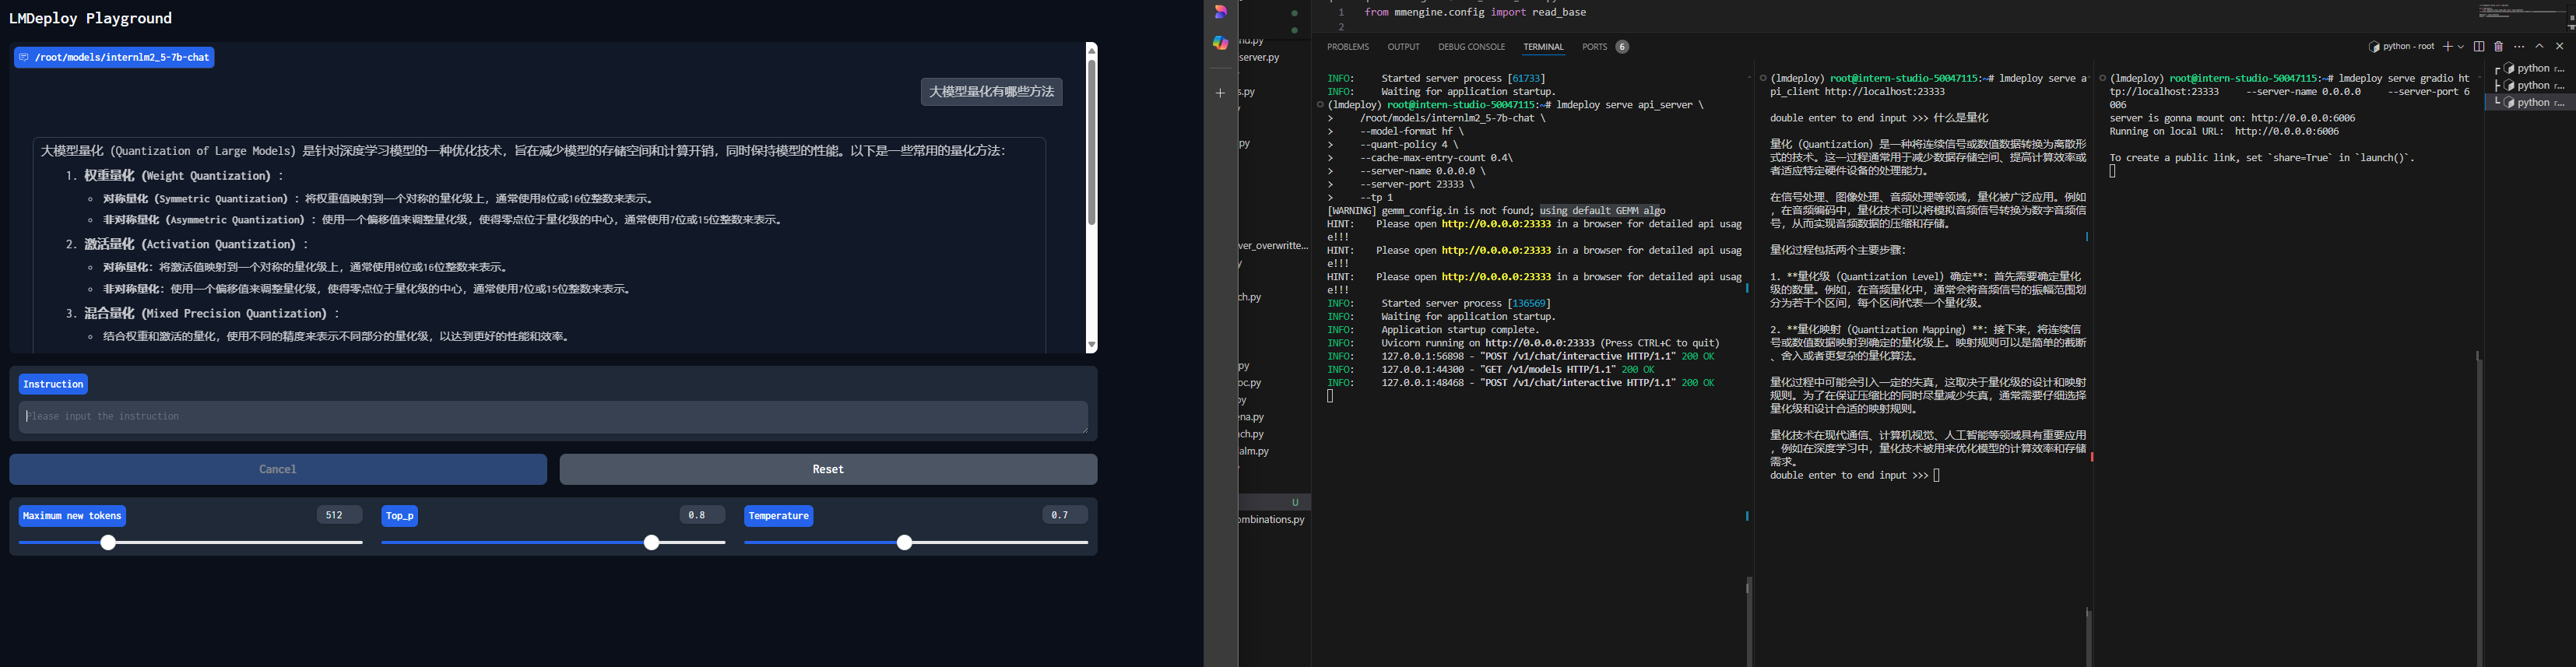 LMDeploy Playground
/root/models/internlm2_5-7b-chat
大模型量化有哪些方法
大模型量化（Quantization of Large Models）是针对深度学习模型的一种优化技术，旨在减少模型的存储空间和计算开销，同时保持模型的性能。以下是一些常用的量化方法：
1. 权重量化（Weight Quantization）：
对称量化（Symmetric Quantization）：将权重值映射到一个对称的量化级上，通常使用8位或16位整数来表示。
非对称量化（Asymmetric Quantization）：使用一个偏移值来调整量化级，使得零点位于量化级的中心，通常使用7位或15位整数来表示。
2. 激活量化（Activation Quantization）：
对称量化：将激活值映射到一个对称的量化级上，通常使用8位或16位整数来表示。
非对称量化：使用一个偏移值来调整量化级，使得零点位于量化级的中心，通常使用7位或15位整数来表示。
3. 混合量化（Mixed Precision Quantization）：
结合权重和激活的量化，使用不同的精度来表示不同部分的量化级，以达到更好的性能和效率。
Instruction
Please input the instruction
Cancel
Reset
Maximum new tokens 512
Top_p 0.8
Temperature 0.7
server.py
s.py
py
ver_overwritte...
y
ch.py
py
oc.py
py
ena.py
nch.py
alm.py
U
ombinations.py
1 from mmengine.config import read_base
2
PROBLEMS OUTPUT DEBUG CONSOLE TERMINAL PORTS 6
python - root
INFO: Started server process [61733]
INFO: Waiting for application startup.
(lmdeploy) root@intern-studio-50047115:~# lmdeploy serve api_server \
> /root/models/internlm2_5-7b-chat \
> --model-format hf \
> --quant-policy 4 \
> --cache-max-entry-count 0.4\
> --server-name 0.0.0.0 \
> --server-port 23333 \
> --tp 1
[WARNING] gemm_config.in is not found; using default GEMM algo
HINT: Please open http://0.0.0.0:23333 in a browser for detailed api usag
e!!!
HINT: Please open http://0.0.0.0:23333 in a browser for detailed api usag
e!!!
HINT: Please open http://0.0.0.0:23333 in a browser for detailed api usag
e!!!
INFO: Started server process [136569]
INFO: Waiting for application startup.
INFO: Application startup complete.
INFO: Uvicorn running on http://0.0.0.0:23333 (Press CTRL+C to quit)
INFO: 127.0.0.1:56898 - "POST /v1/chat/interactive HTTP/1.1" 200 OK
INFO: 127.0.0.1:44300 - "GET /v1/models HTTP/1.1" 200 OK
INFO: 127.0.0.1:48468 - "POST /v1/chat/interactive HTTP/1.1" 200 OK
(lmdeploy) root@intern-studio-50047115:~# lmdeploy serve a
pi_client http://localhost:23333
double enter to end input >>> 什么是量化
量化（Quantization）是一种将连续信号或数值数据转换为离散形
式的技术。这一过程通常用于减少数据存储空间、提高计算效率或
者适应特定硬件设备的处理能力。
在信号处理、图像处理、音频处理等领域，量化被广泛应用。例如
，在音频编码中，量化技术可以将模拟音频信号转换为数字音频信
号，从而实现音频数据的压缩和存储。
量化过程包括两个主要步骤：
1. **量化级（Quantization Level）确定**：首先需要确定量化
级的数量。例如，在音频量化中，通常会将音频信号的振幅范围划
分为若干个区间，每个区间代表一个量化级。
2. **量化映射（Quantization Mapping）**：接下来，将连续信
号或数值数据映射到确定的量化级上。映射规则可以是简单的截断
、舍入或者更复杂的量化算法。
量化过程中可能会引入一定的失真，这取决于量化级的设计和映射
规则。为了在保证压缩比的同时尽量减少失真，通常需要仔细选择
量化级和设计合适的映射规则。
量化技术在现代通信、计算机视觉、人工智能等领域具有重要应用
，例如在深度学习中，量化技术被用来优化模型的计算效率和存储
需求。
double enter to end input >>>
(lmdeploy) root@intern-studio-50047115:~# lmdeploy serve gradio ht
tp://localhost:23333 --server-name 0.0.0.0 --server-port 6
006
server is gonna mount on: http://0.0.0.0:6006
Running on local URL: http://0.0.0.0:6006
To create a public link, set `share=True` in `launch()`.
python r...
python r...
python r...